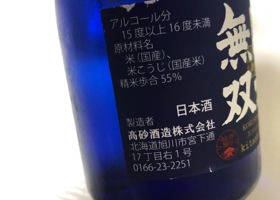 アルコール分
15度以上16度未満
原材料名
米(国産)、
米こうじ(国産米)
精米歩合55%
日本酒
製造者
高砂酒造株式会社
北海道旭川市宮下通
17丁目右1号
0166-23-2251
無双